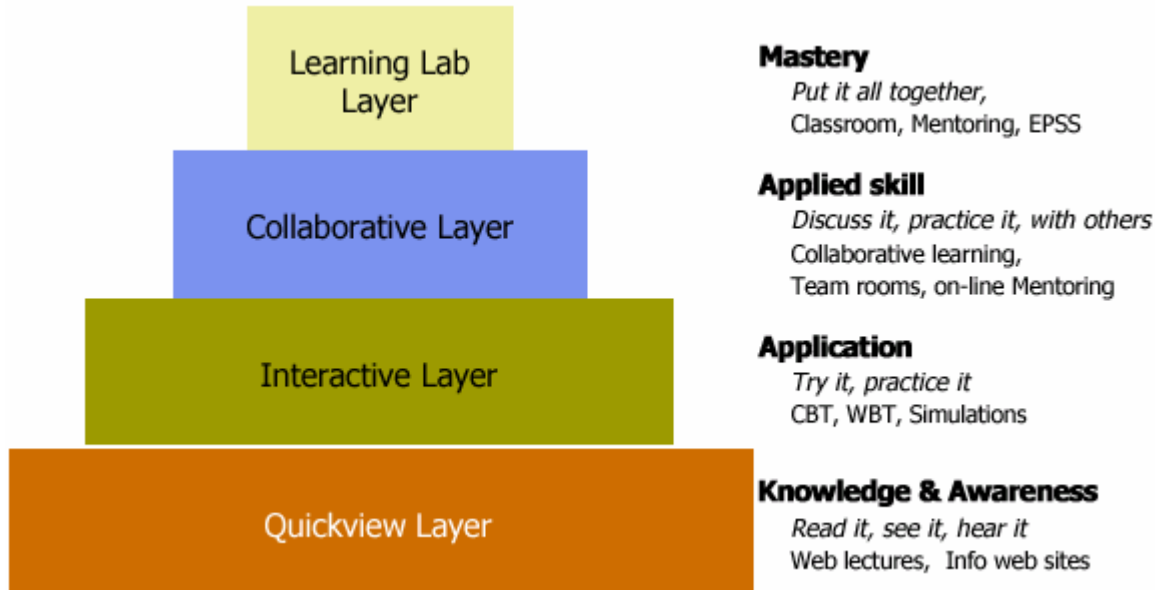 Learning Lab
Layer
Mastery
Put it all together,
Classroom, Mentoring, EPSS
Collaborative Layer
Applied skill
Discuss it, practice it, with others
Collaborative learning,
Team rooms, on-line Mentoring
Interactive Layer
Application
Try it, practice it
CBT, WBT, Simulations
Quickview Layer
Knowledge & Awareness
Read it, see it, hear it
Web lectures, Info web sites